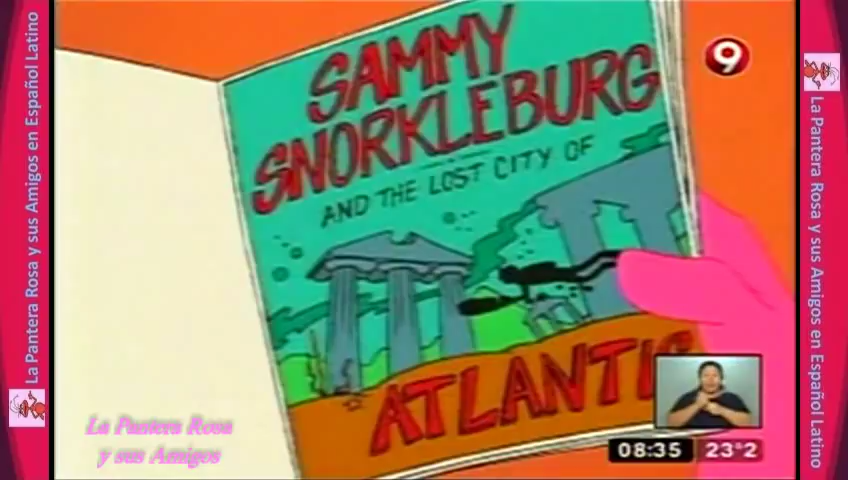 SAMMY
SNORKLEBURG
AND THE LOST CITY OF
ATLANTI
9
La Pantera Rosa y sus Amigos en Español Latino
La Pantera Rosa y sus Amigos en Español Latino
La Pantera Rosa
y sus Amigos
08:35 23°2